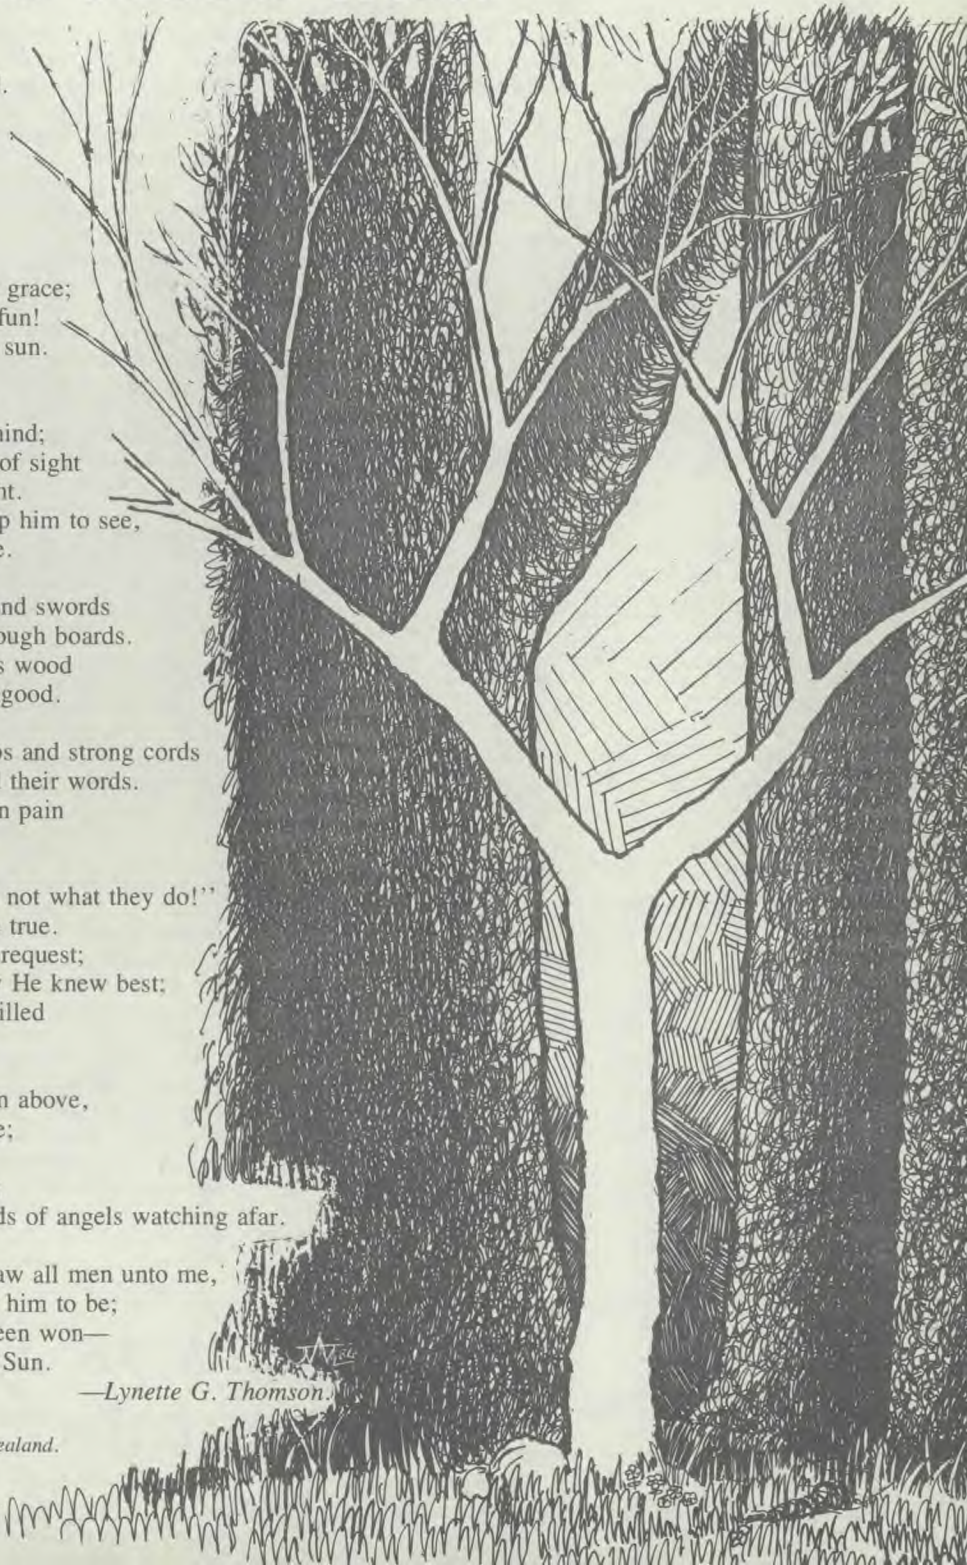 .
grace;
fun!
sun.
ind;
of sight
nt.
p him to see,
e.
nd swords
ough boards.
s wood
good.
os and strong cords
their words.
n pain
not what they do!”
true.
request;
He knew best;
illed
n above,
e;
ds of angels watching afar.
aw all men unto me,
him to be;
een won—
Sun.
—Lynette G. Thomson.
ealand.